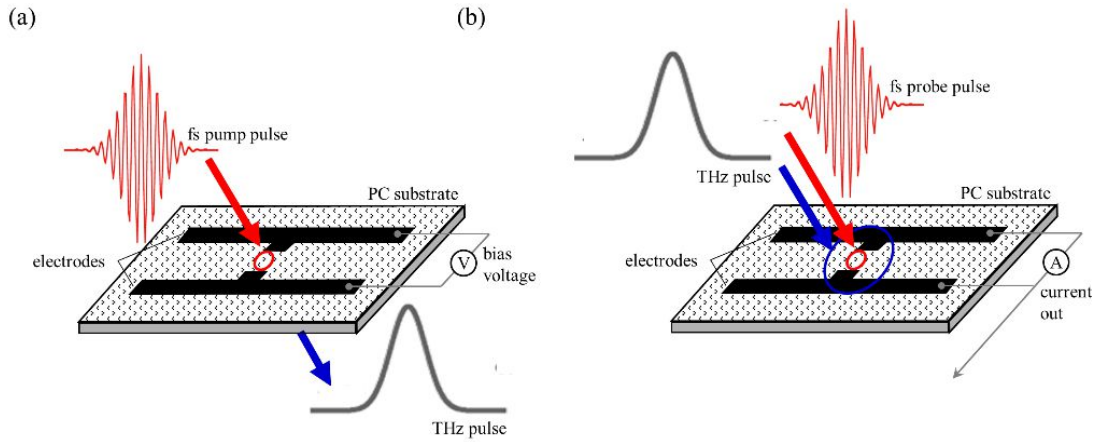 (a)
fs pump pulse
PC substrate
electrodes
V
bias
voltage
THz pulse
(b)
fs probe pulse
THz pulse
PC substrate
electrodes
A
current
out